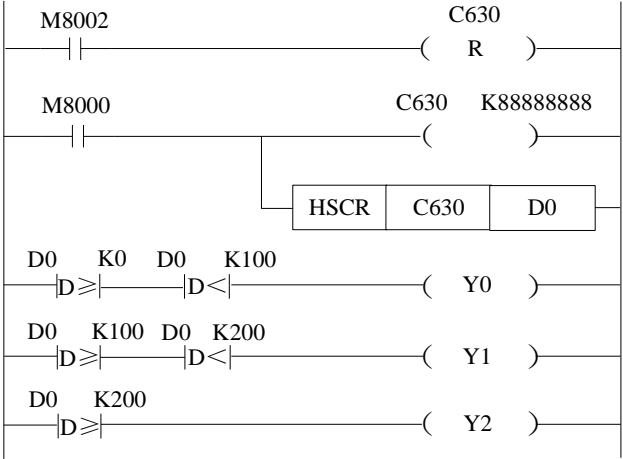 M8002 C630
( R )
M8000 C630 K88888888
( )
HSCR C630 D0
D0 K0 D0 K100
D≥ D< ( Y0 )
D0 K100 D0 K200
D≥ D< ( Y1 )
D0 K200
D≥ ( Y2 )